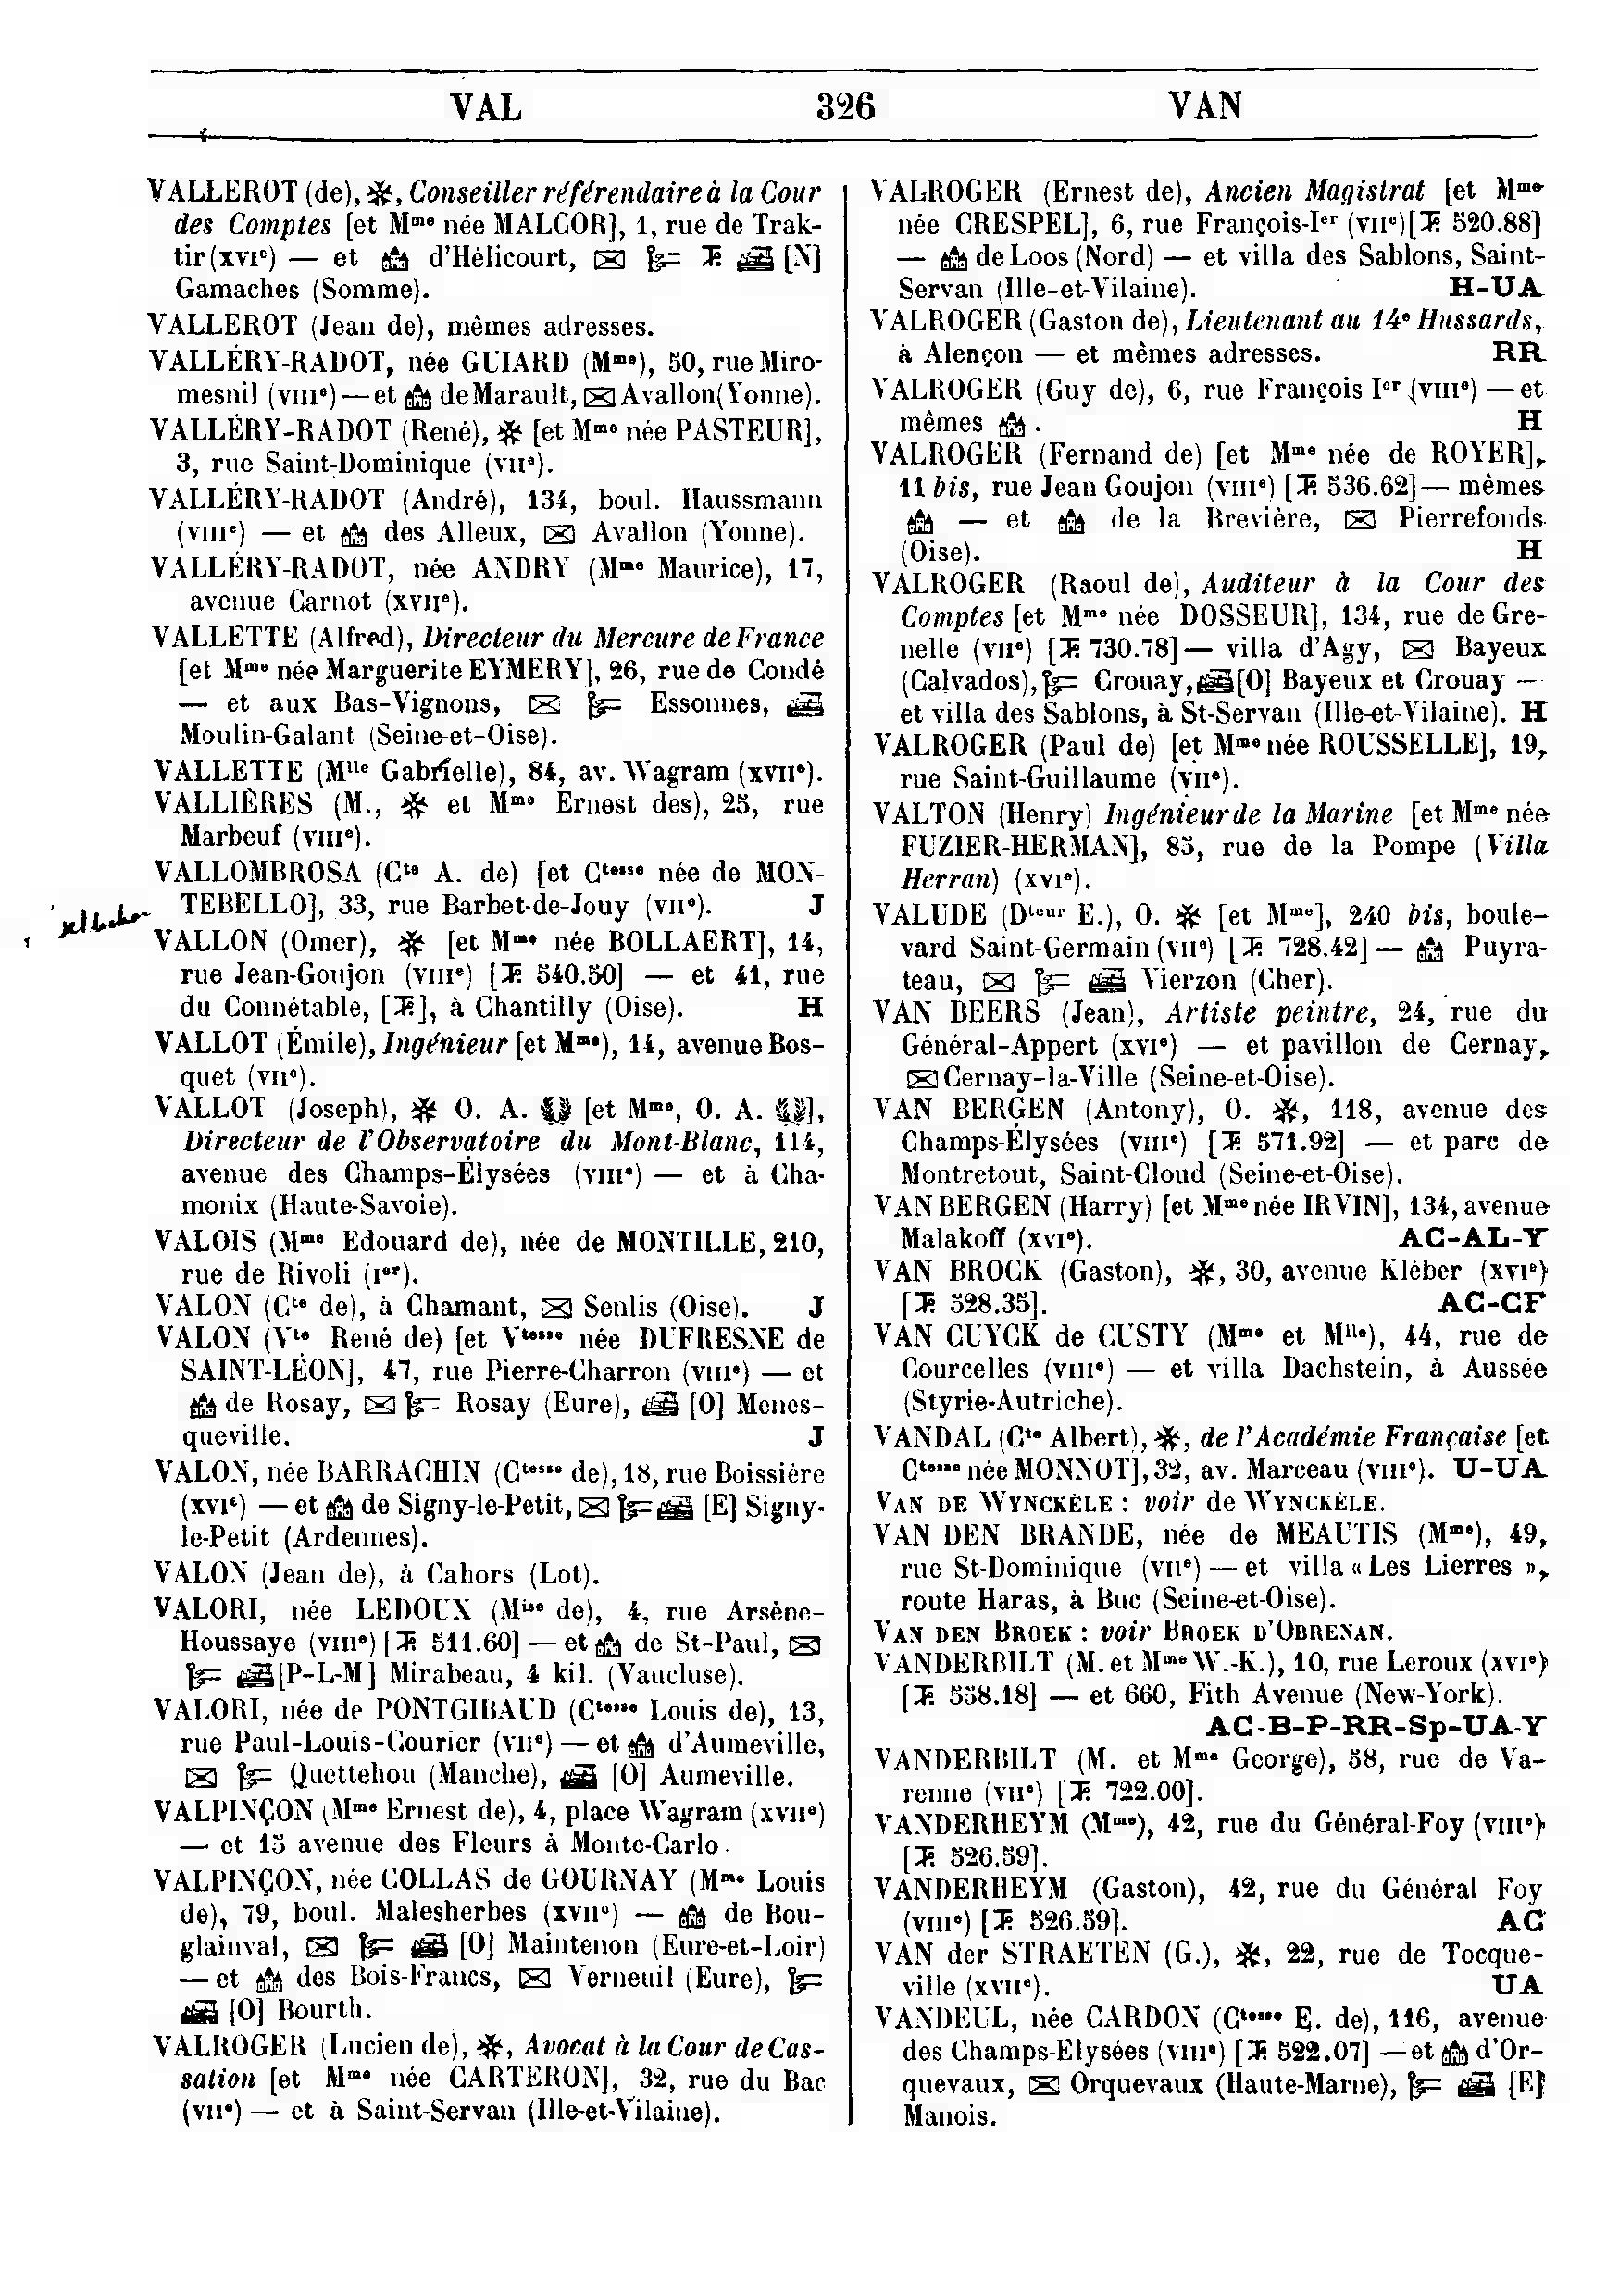 VAL 326 VAN
VALLEROT (de), ✻, Conseiller référendaire à la Cour
des Comptes [et Mme née MALCOR], 1, rue de Trak-
tir (XVIe) — et d'Hélicourt, [N]
Gamaches (Somme).
VALLEROT (Jean de), mêmes adresses.
VALLÉRY-RADOT, née GUIARD (Mme), 50, rue Miro-
mesnil (VIIIe) — et de Marault, Avallon (Yonne).
VALLÉRY-RADOT (René), ✻ [et Mme née PASTEUR],
3, rue Saint-Dominique (VIIe).
VALLÉRY-RADOT (André), 134, boul. Haussmann
(VIIIe) — et des Alleux, Avallon (Yonne).
VALLÉRY-RADOT, née ANDRY (Mme Maurice), 17,
avenue Carnot (XVIIe).
VALLETTE (Alfred), Directeur du Mercure de France
[et Mme née Marguerite EYMERY], 26, rue de Condé
— et aux Bas-Vignons, Essonnes,
Moulin-Galant (Seine-et-Oise).
VALLETTE (Mlle Gabrielle), 84, av. Wagram (XVIIe).
VALLIÈRES (M., ✻ et Mme Ernest des), 25, rue
Marbeuf (VIIIe).
VALLOMBROSA (Cte A. de) [et Ctesse née de MON-
TEBELLO], 33, rue Barbet-de-Jouy (VIIe). J
VALLON (Omer), ✻ [et Mme née BOLLAERT], 14,
rue Jean-Goujon (VIIIe) [T. 540.50] — et 41, rue
du Connétable, [T.], à Chantilly (Oise). H
VALLOT (Émile), Ingénieur [et Mme), 14, avenue Bos-
quet (VIIe).
VALLOT (Joseph), ✻ O. A. [et Mme, O. A. ],
Directeur de l'Observatoire du Mont-Blanc, 114,
avenue des Champs-Élysées (VIIIe) — et à Cha-
monix (Haute-Savoie).
VALOIS (Mme Edouard de), née de MONTILLE, 210,
rue de Rivoli (Ier).
VALON (Cte de), à Chamant, Senlis (Oise). J
VALON (Vte René de) [et Vtesse née DUFRESNE de
SAINT-LÉON], 47, rue Pierre-Charron (VIIIe) — et
de Rosay, Rosay (Eure), [O] Menes-
queville. J
VALON, née BARRACHIN (Ctesse de), 18, rue Boissière
(XVIe) — et de Signy-le-Petit, [E] Signy-
le-Petit (Ardennes).
VALON (Jean de), à Cahors (Lot).
VALORI, née LEDOUX (Mise de), 4, rue Arsène-
Houssaye (VIIIe) [T. 511.60] — et de St-Paul,
[P-L-M] Mirabeau, 4 kil. (Vaucluse).
VALORI, née de PONTGIBAUD (Ctesse Louis de), 13,
rue Paul-Louis-Courier (VIIe) — et d'Aumeville,
Quettehou (Manche), [O] Aumeville.
VALPINÇON (Mme Ernest de), 4, place Wagram (XVIIe)
— et 15 avenue des Fleurs à Monte-Carlo.
VALPINÇON, née COLLAS de GOURNAY (Mme Louis
de), 79, boul. Malesherbes (XVIIe) — de Bou-
glainval, [O] Maintenon (Eure-et-Loir)
— et des Bois-Francs, Verneuil (Eure),
[O] Bourth.
VALROGER (Lucien de), ✻, Avocat à la Cour de Cas-
sation [et Mme née CARTERON], 32, rue du Bac
(VIIe) — et à Saint-Servan (Ille-et-Vilaine).
VALROGER (Ernest de), Ancien Magistrat [et Mme
née CRESPEL], 6, rue François-Ier (VIIe) [T. 520.88]
— de Loos (Nord) — et villa des Sablons, Saint-
Servan (Ille-et-Vilaine). H-UA
VALROGER (Gaston de), Lieutenant au 14e Hussards,
à Alençon — et mêmes adresses. RR
VALROGER (Guy de), 6, rue François Ier (VIIIe) — et
mêmes . H
VALROGER (Fernand de) [et Mme née de ROYER],
11 bis, rue Jean Goujon (VIIIe) [T. 536.62] — mêmes
— et de la Brevière, Pierrefonds
(Oise). H
VALROGER (Raoul de), Auditeur à la Cour des
Comptes [et Mme née DOSSEUR], 134, rue de Gre-
nelle (VIIe) [T. 730.78] — villa d'Agy, Bayeux
(Calvados), Crouay, [O] Bayeux et Crouay —
et villa des Sablons, à St-Servan (Ille-et-Vilaine). H
VALROGER (Paul de) [et Mme née ROUSSELLE], 19,
rue Saint-Guillaume (VIIe).
VALTON (Henry) Ingénieur de la Marine [et Mme née
FUZIER-HERMAN], 85, rue de la Pompe (Villa
Herran) (XVIe).
VALUDE (Dteur E.), O. ✻ [et Mme], 240 bis, boule-
vard Saint-Germain (VIIe) [T. 728.42] — Puyra-
teau, Vierzon (Cher).
VAN BEERS (Jean), Artiste peintre, 24, rue du
Général-Appert (XVIe) — et pavillon de Cernay,
Cernay-la-Ville (Seine-et-Oise).
VAN BERGEN (Antony), O. ✻, 118, avenue des
Champs-Élysées (VIIIe) [T. 571.92] — et parc de
Montretout, Saint-Cloud (Seine-et-Oise).
VAN BERGEN (Harry) [et Mme née IRVIN], 134, avenue
Malakoff (XVIe). AC-AL-Y
VAN BROCK (Gaston), ✻, 30, avenue Kléber (XVIe)
[T. 528.35]. AC-CF
VAN CUYCK de CUSTY (Mme et Mlle), 44, rue de
Courcelles (VIIIe) — et villa Dachstein, à Aussée
(Styrie-Autriche).
VANDAL (Cte Albert), ✻, de l'Académie Française [et
Ctesse née MONNOT], 32, av. Marceau (VIIIe). U-UA
VAN DE WYNCKÈLE : voir de WYNCKÈLE.
VAN DEN BRANDE, née de MEAUTIS (Mme), 49,
rue St-Dominique (VIIe) — et villa « Les Lierres »,
route Haras, à Buc (Seine-et-Oise).
VAN DEN BROEK : voir BROEK D'OBRENAN.
VANDERBILT (M. et Mme W.-K.), 10, rue Leroux (XVIe)
[T. 558.18] — et 660, Fith Avenue (New-York).
AC-B-P-RR-Sp-UA-Y
VANDERBILT (M. et Mme George), 58, rue de Va-
renne (VIIe) [T. 722.00].
VANDERHEYM (Mme), 42, rue du Général-Foy (VIIIe)
[T. 526.59].
VANDERHEYM (Gaston), 42, rue du Général Foy
(VIIIe) [T. 526.59]. AC
VAN der STRAETEN (G.), ✻, 22, rue de Tocque-
ville (XVIIe). UA
VANDEUL, née CARDON (Ctesse E. de), 116, avenue
des Champs-Elysées (VIIIe) [T. 522.07] — et d'Or-
quevaux, Orquevaux (Haute-Marne), [E]
Manois.